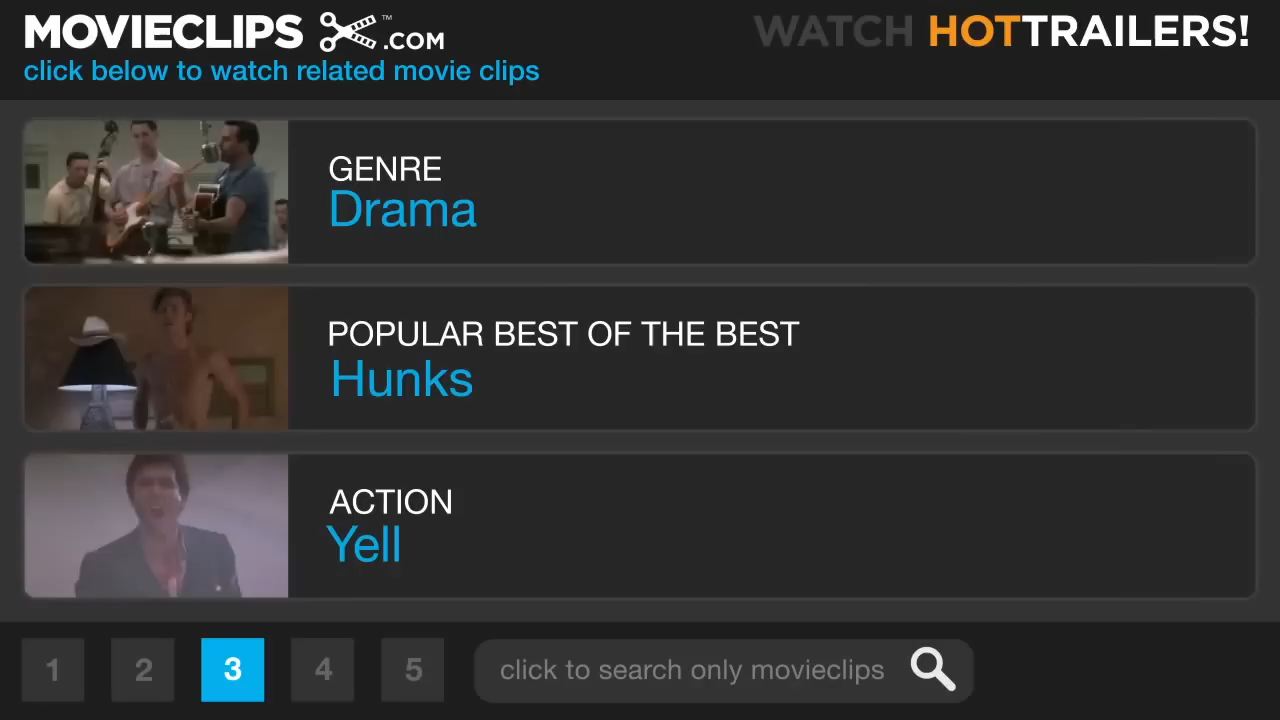 MOVIECLIPS ™ .COM
WATCH HOTTRAILERS!
click below to watch related movie clips
GENRE
Drama
POPULAR BEST OF THE BEST
Hunks
ACTION
Yell
1 2 3 4 5
click to search only movieclips